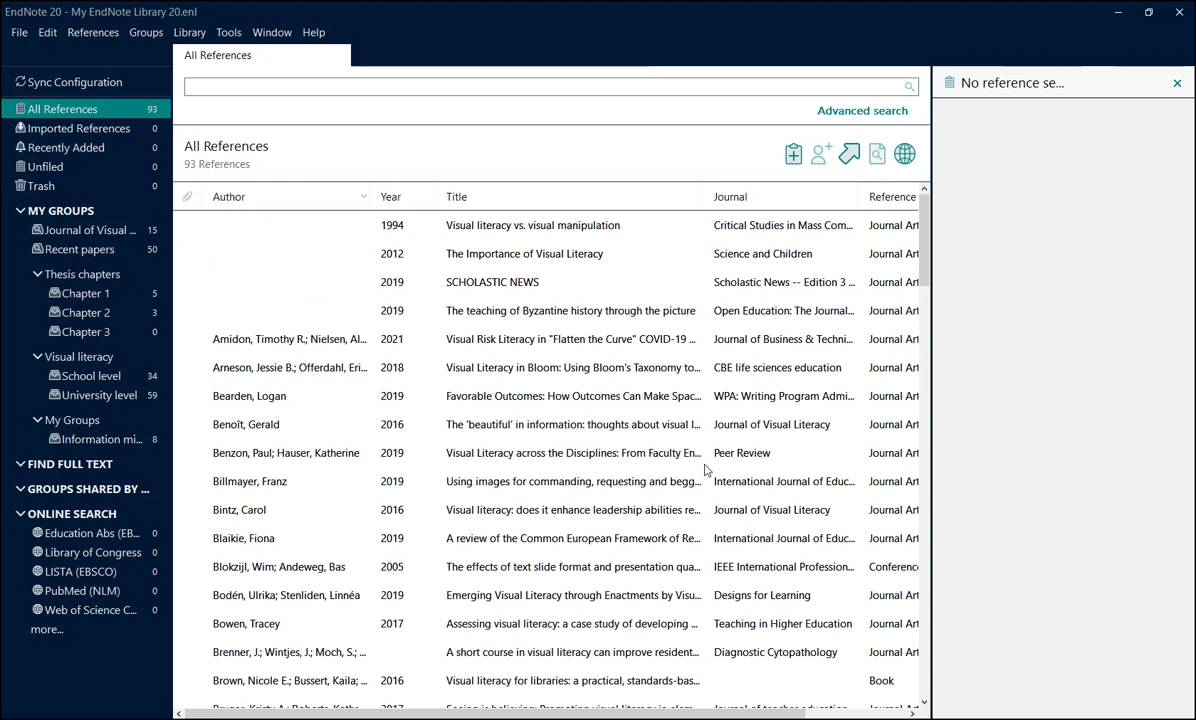 EndNote 20 - My EndNote Library 20.enl
File Edit References Groups Library Tools Window Help
All References
Sync Configuration
No reference se...
Advanced search
All References 93
Imported References 0
Recently Added 0
Unfiled 0
Trash 0
MY GROUPS
Journal of Visual ... 15
Recent papers 50
Thesis chapters
Chapter 1 5
Chapter 2 3
Chapter 3 0
Visual literacy
School level 34
University level 59
My Groups
Information mi... 8
FIND FULL TEXT
GROUPS SHARED BY ...
ONLINE SEARCH
Education Abs (EB... 0
Library of Congress 0
LISTA (EBSCO) 0
PubMed (NLM) 0
Web of Science C... 0
more...
All References
93 References
Author Year Title Journal Reference
1994 Visual literacy vs. visual manipulation Critical Studies in Mass Com... Journal Art
2012 The Importance of Visual Literacy Science and Children Journal Art
2019 SCHOLASTIC NEWS Scholastic News -- Edition 3 ... Journal Art
2019 The teaching of Byzantine history through the picture Open Education: The Journal... Journal Art
Amidon, Timothy R.; Nielsen, Al... 2021 Visual Risk Literacy in "Flatten the Curve" COVID-19 ... Journal of Business & Techni... Journal Art
Arneson, Jessie B.; Offerdahl, Eri... 2018 Visual Literacy in Bloom: Using Bloom's Taxonomy to... CBE life sciences education Journal Art
Bearden, Logan 2019 Favorable Outcomes: How Outcomes Can Make Spac... WPA: Writing Program Admi... Journal Art
Benoît, Gerald 2016 The 'beautiful' in information: thoughts about visual l... Journal of Visual Literacy Journal Art
Benzon, Paul; Hauser, Katherine 2019 Visual Literacy across the Disciplines: From Faculty En... Peer Review Journal Art
Billmayer, Franz 2019 Using images for commanding, requesting and begg... International Journal of Educ... Journal Art
Bintz, Carol 2016 Visual literacy: does it enhance leadership abilities re... Journal of Visual Literacy Journal Art
Blaikie, Fiona 2019 A review of the Common European Framework of Re... International Journal of Educ... Journal Art
Blokzijl, Wim; Andeweg, Bas 2005 The effects of text slide format and presentation qua... IEEE International Profession... Conferenc
Bodén, Ulrika; Stenliden, Linnéa 2019 Emerging Visual Literacy through Enactments by Visu... Designs for Learning Journal Art
Bowen, Tracey 2017 Assessing visual literacy: a case study of developing ... Teaching in Higher Education Journal Art
Brenner, J.; Wintjes, J.; Moch, S.; ... A short course in visual literacy can improve resident... Diagnostic Cytopathology Journal Art
Brown, Nicole E.; Bussert, Kaila; ... 2016 Visual literacy for libraries: a practical, standards-bas... Book